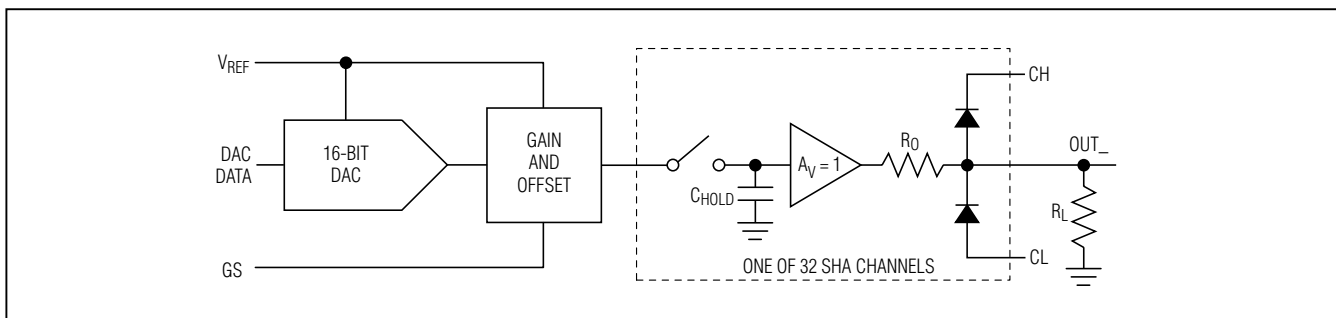 VREF
CH
16-BIT
DAC
DAC
DATA
GAIN
AND
OFFSET
AV = 1
RO
OUT_
CHOLD
RL
GS
CL
ONE OF 32 SHA CHANNELS